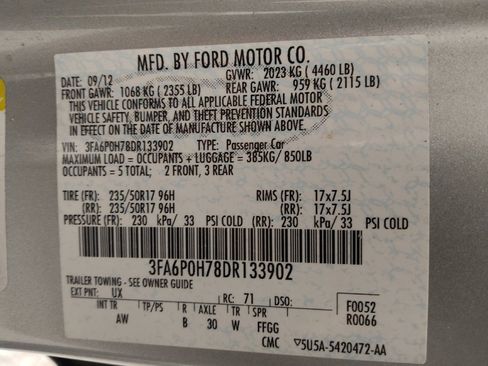 MFD. BY FORD MOTOR CO.
DATE: 09/12 GVWR: 2023 KG ( 4460 LB)
FRONT GAWR: 1068 KG ( 2355 LB) REAR GAWR: 959 KG ( 2115 LB)
THIS VEHICLE CONFORMS TO ALL APPLICABLE FEDERAL MOTOR
VEHICLE SAFETY, BUMPER, AND THEFT PREVENTION STANDARDS
IN EFFECT ON THE DATE OF MANUFACTURE SHOWN ABOVE.
VIN: 3FA6P0H78DR133902 TYPE: Passenger Car
MAXIMUM LOAD = OCCUPANTS + LUGGAGE = 385KG/ 850LB
OCCUPANTS = 5 TOTAL: 2 FRONT, 3 REAR
TIRE (FR): 235/50R17 96H RIMS (FR): 17x7.5J
(RR): 235/50R17 96H (RR): 17x7.5J
PRESSURE (FR): 230 kPa/ 33 PSI COLD (RR): 230 kPa/ 33 PSI COLD
3FA6P0H78DR133902
TRAILER TOWING - SEE OWNER GUIDE
EXT PNT: UX RC: 71 DSO: F0052
INT TR TP/PS R AXLE TR SPR R0066
AW B 30 W FFGG
CMC 5U5A-5420472-AA